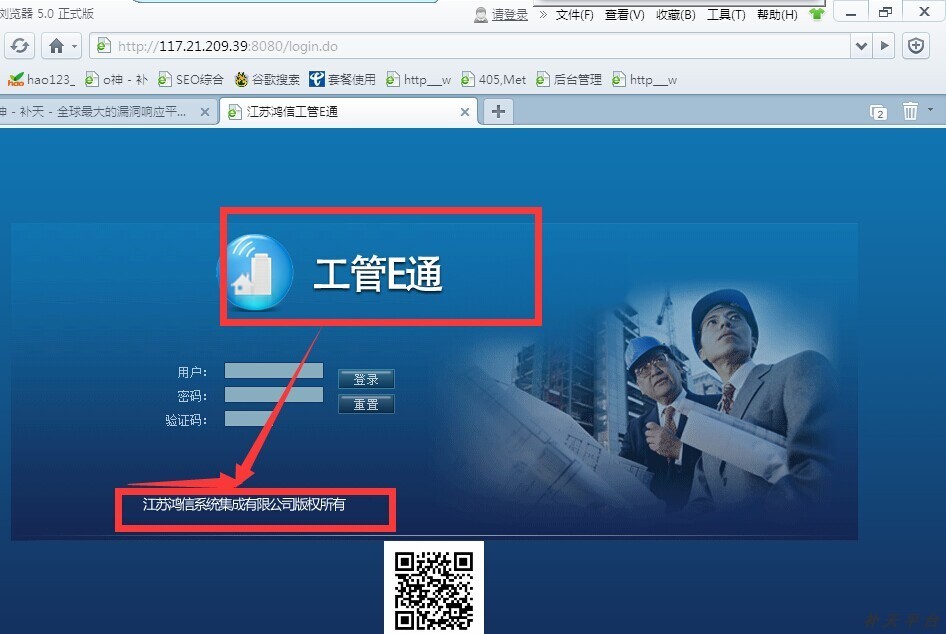 浏览器 5.0 正式版
请登录 » 文件(F) 查看(V) 收藏(B) 工具(T) 帮助(H)
http://117.21.209.39:8080/login.do
hao123_ o神 - 补 SEO综合 谷歌搜索 套餐使用 http__w 405,Met 后台管理 http__w
神 - 补天 - 全球最大的漏洞响应平... 江苏鸿信工管E通 2
工管E通
用户：
登录
密码：
重置
验证码：
江苏鸿信系统集成有限公司版权所有